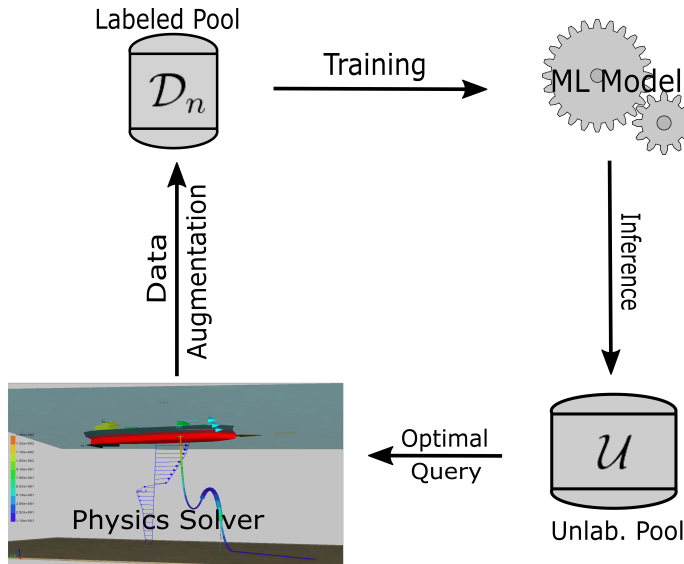 Labeled Pool
𝒟ₙ
Training
ML Model
Inference
𝒰
Unlab. Pool
Optimal
Query
Physics Solver
Data
Augmentation